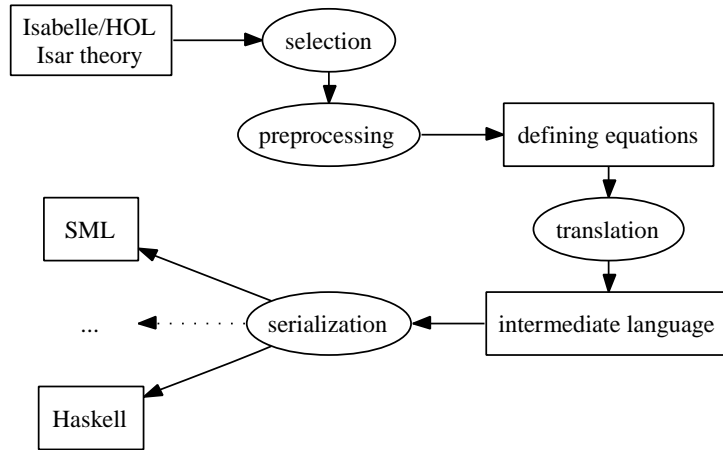 Isabelle/HOL
Isar theory
selection
preprocessing
defining equations
SML
translation
...
serialization
intermediate language
Haskell